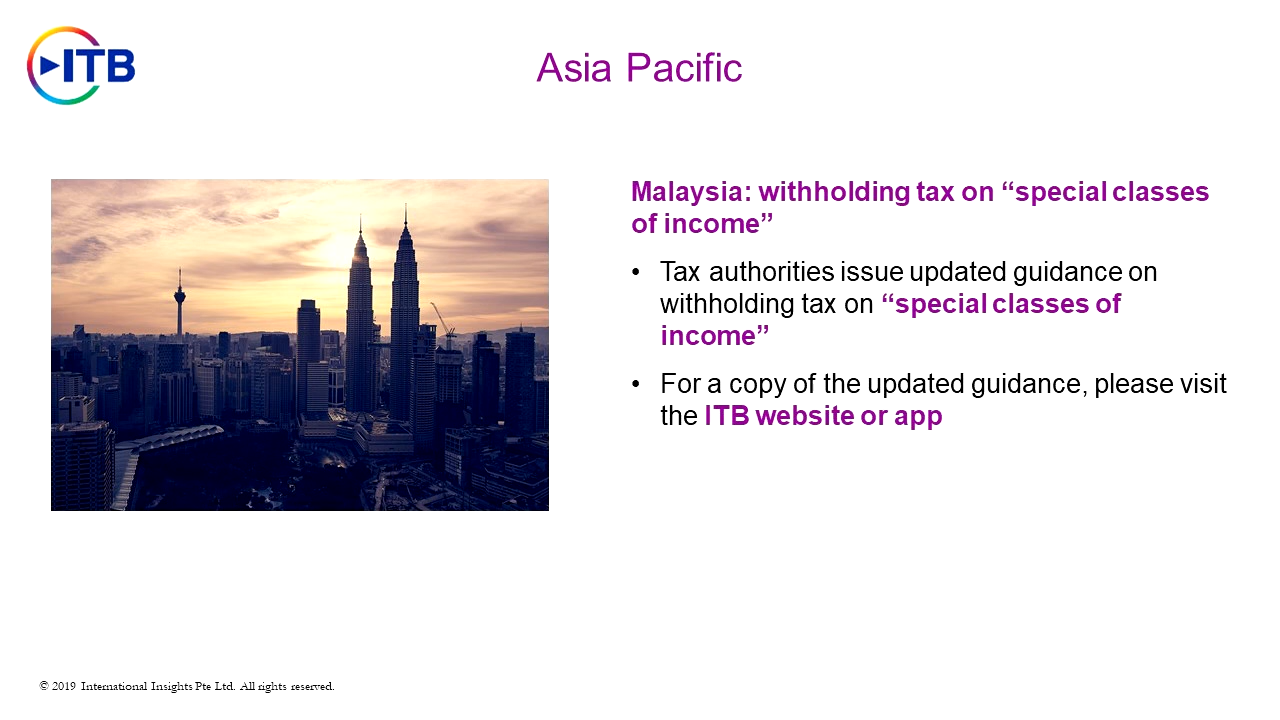 ITB
Asia Pacific
Malaysia: withholding tax on “special classes
of income”
• Tax authorities issue updated guidance on
withholding tax on “special classes of
income”
• For a copy of the updated guidance, please visit
the ITB website or app
© 2019 International Insights Pte Ltd. All rights reserved.